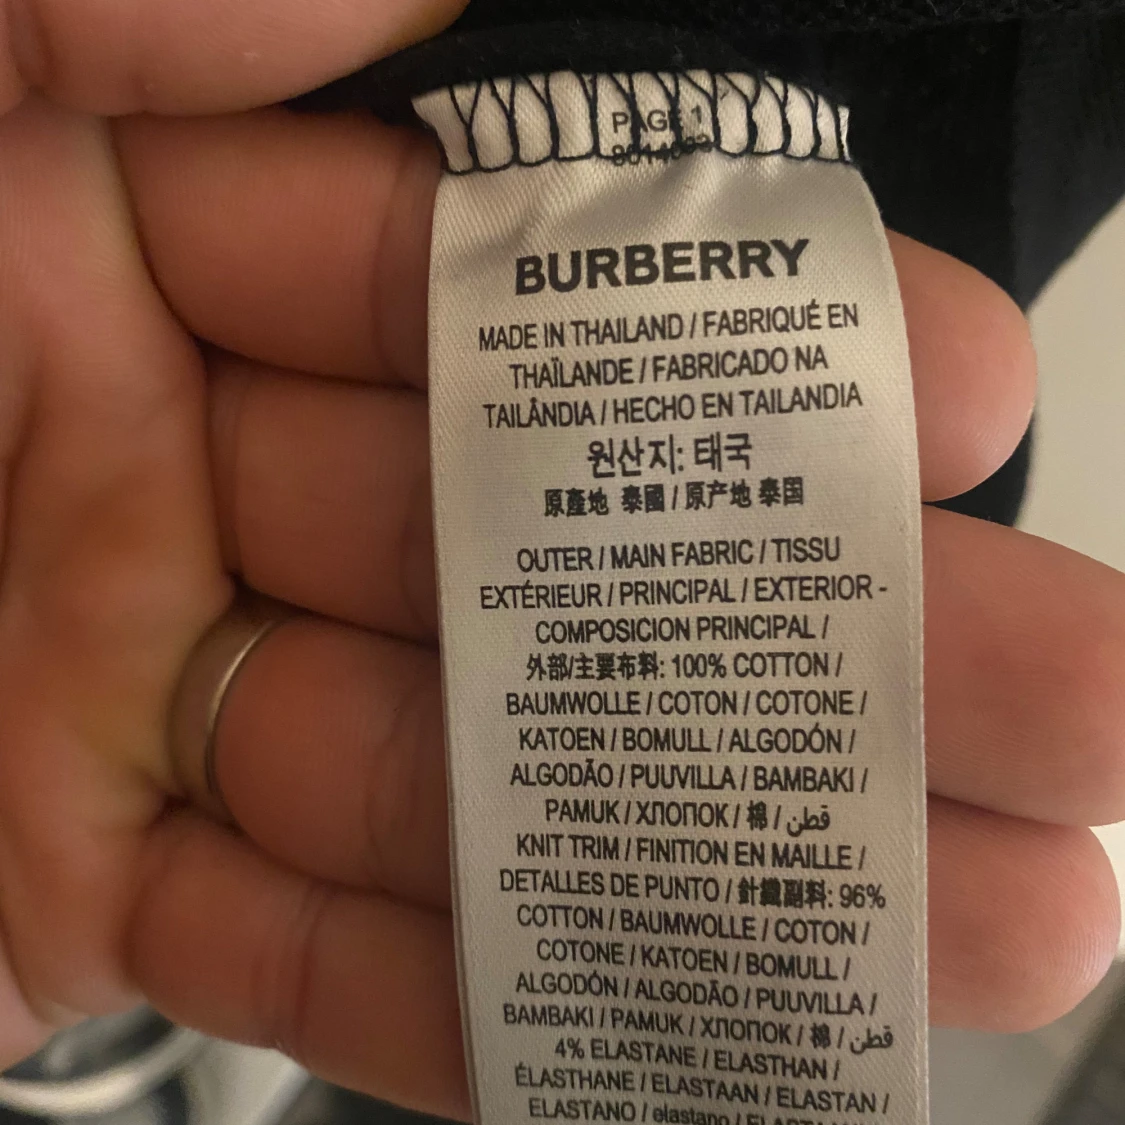 PAGE 1
BURBERRY
MADE IN THAILAND / FABRIQUÉ EN
THAÏLANDE / FABRICADO NA
TAILÂNDIA / HECHO EN TAILANDIA
원산지: 태국
原產地 泰國 / 原产地 泰国
OUTER / MAIN FABRIC / TISSU
EXTÉRIEUR / PRINCIPAL / EXTERIOR -
COMPOSICION PRINCIPAL /
外部/主要布料: 100% COTTON /
BAUMWOLLE / COTON / COTONE /
KATOEN / BOMULL / ALGODÓN /
ALGODÃO / PUUVILLA / BAMBAKI /
PAMUK / ХЛОПОК / 棉 / قطن
KNIT TRIM / FINITION EN MAILLE /
DETALLES DE PUNTO / 針織副料: 96%
COTTON / BAUMWOLLE / COTON /
COTONE / KATOEN / BOMULL /
ALGODÓN / ALGODÃO / PUUVILLA /
BAMBAKI / PAMUK / ХЛОПОК / 棉 / قطن
4% ELASTANE / ELASTHAN /
ÉLASTHANE / ELASTAAN / ELASTAN /
ELASTANO / elastano /